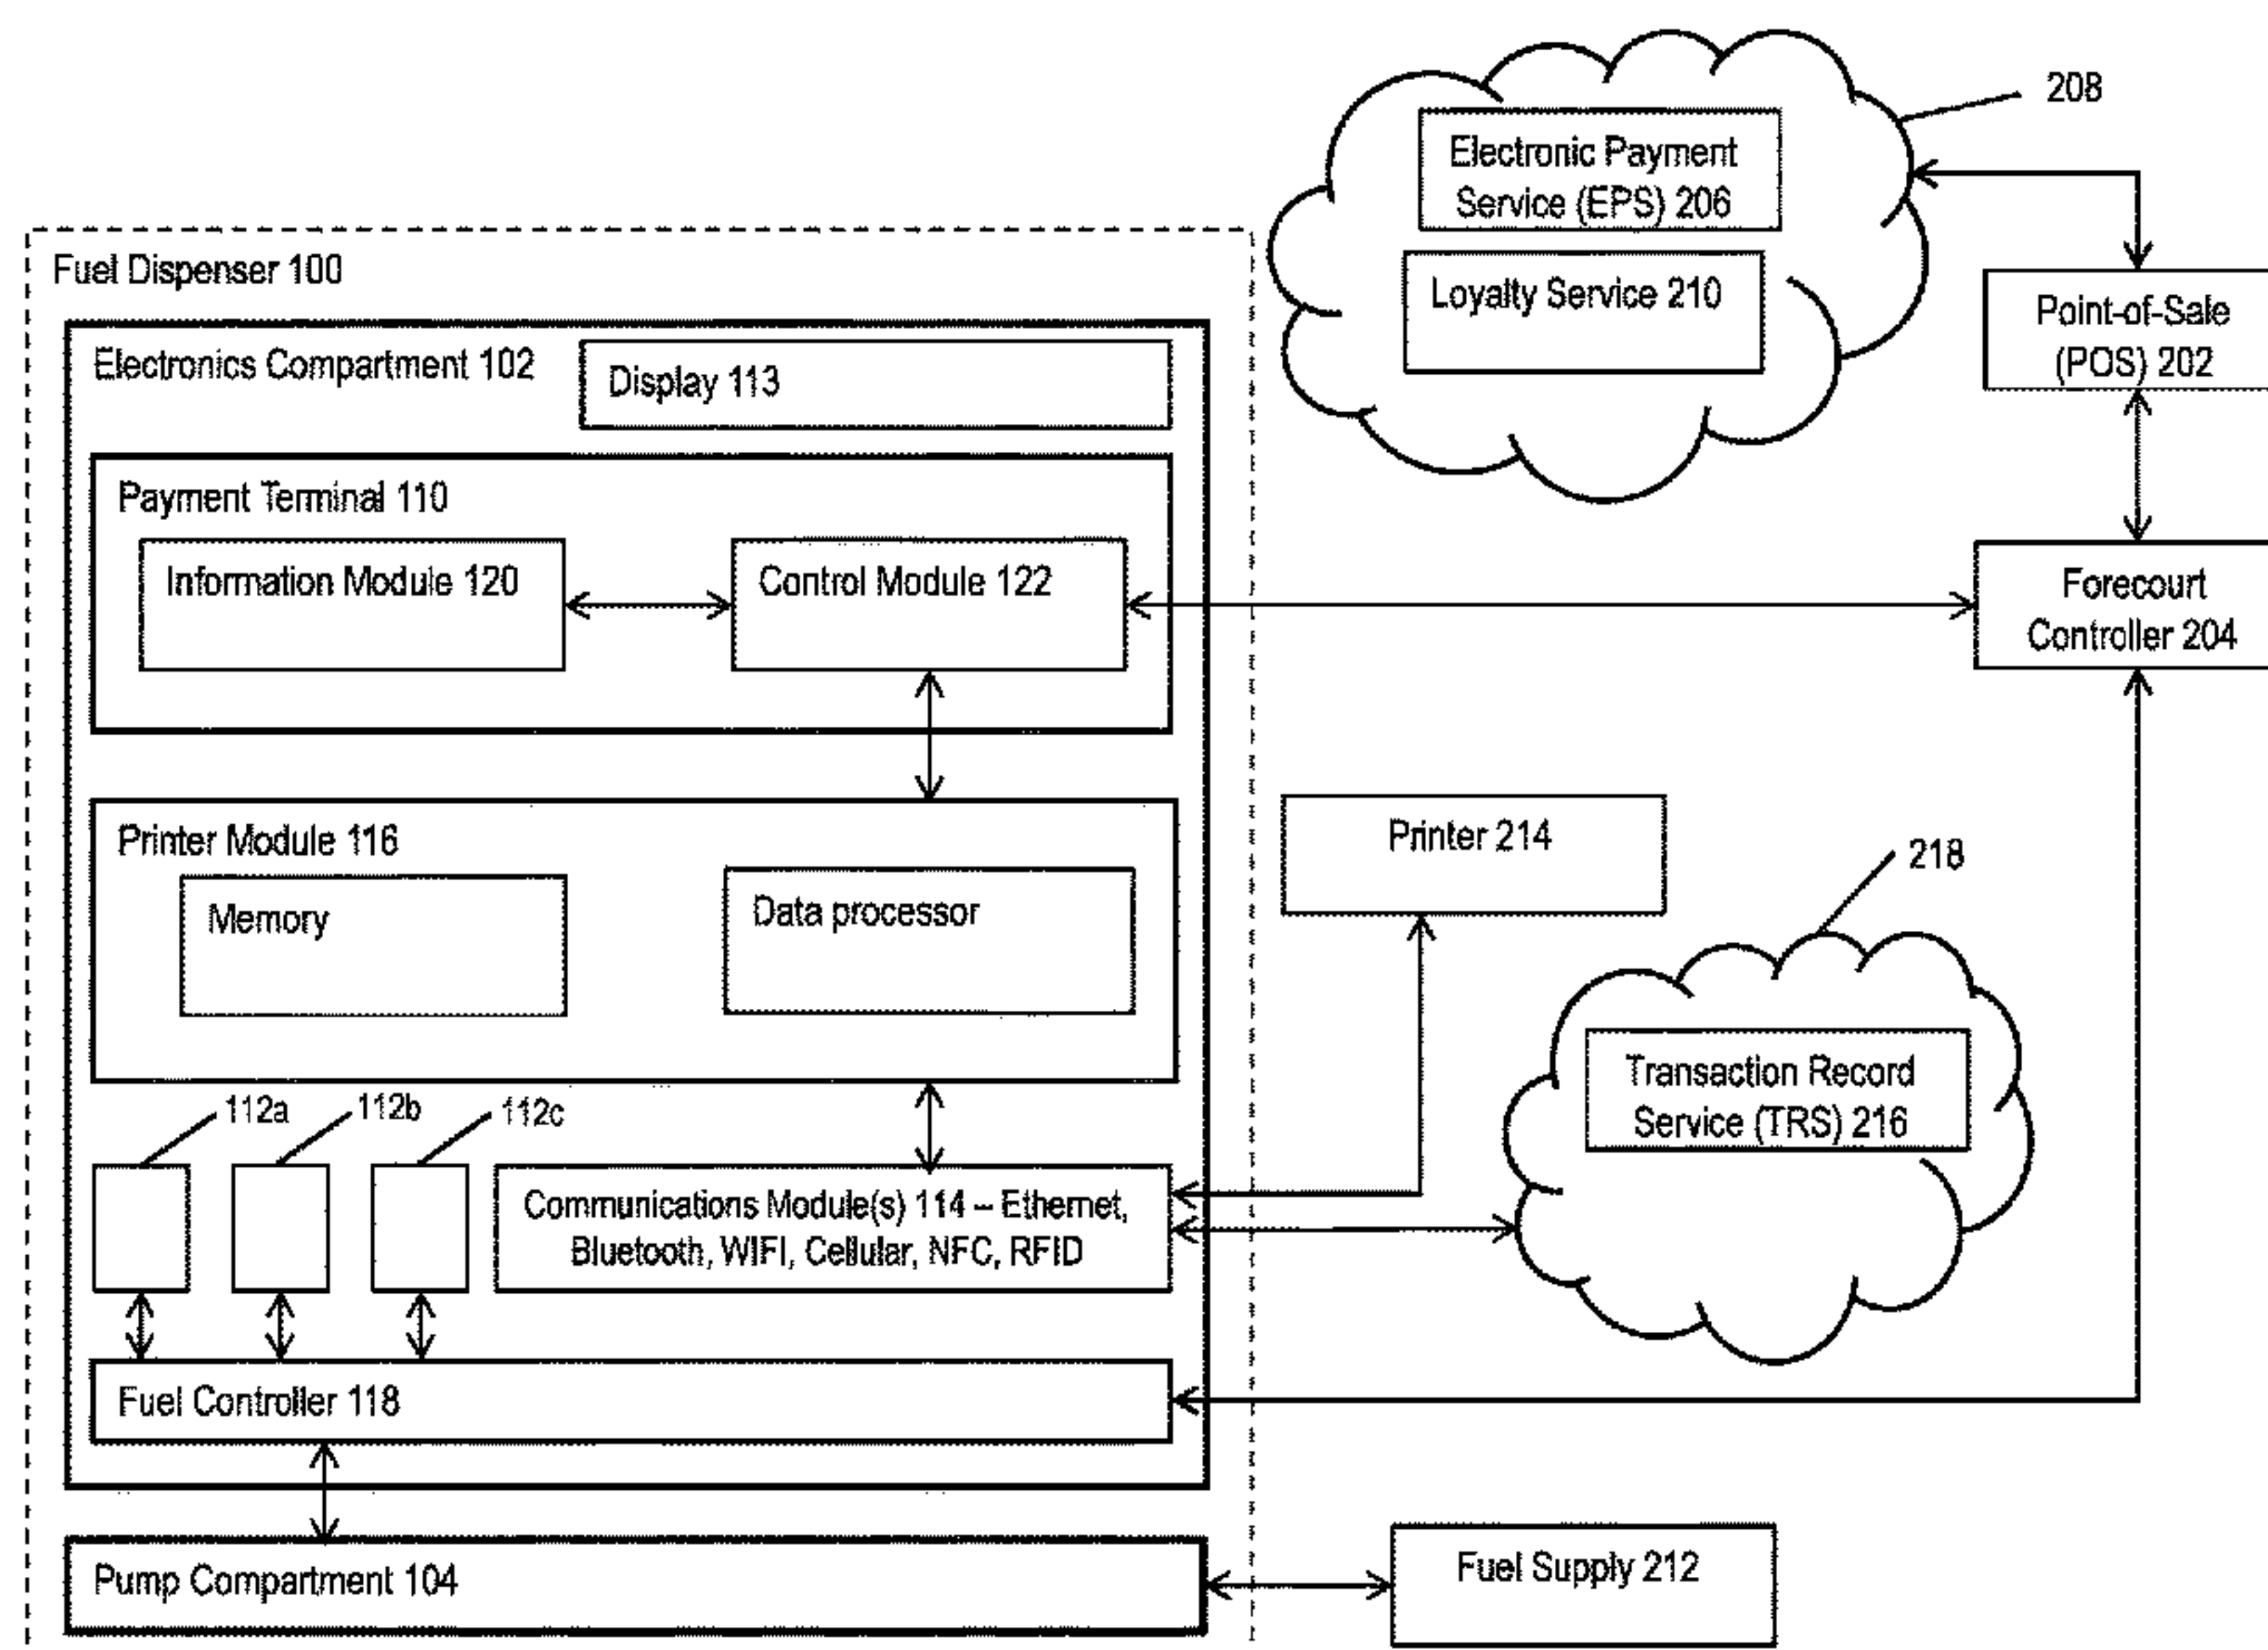 208
Electronic Payment
Service (EPS) 206
Loyalty Service 210
Point-of-Sale
(POS) 202
Fuel Dispenser 100
Electronics Compartment 102
Display 113
Payment Terminal 110
Information Module 120
Control Module 122
Forecourt
Controller 204
Printer Module 116
Memory
Data processor
Printer 214
218
Transaction Record
Service (TRS) 216
112a
112b
112c
Communications Module(s) 114 – Ethernet,
Bluetooth, WIFI, Cellular, NFC, RFID
Fuel Controller 118
Pump Compartment 104
Fuel Supply 212